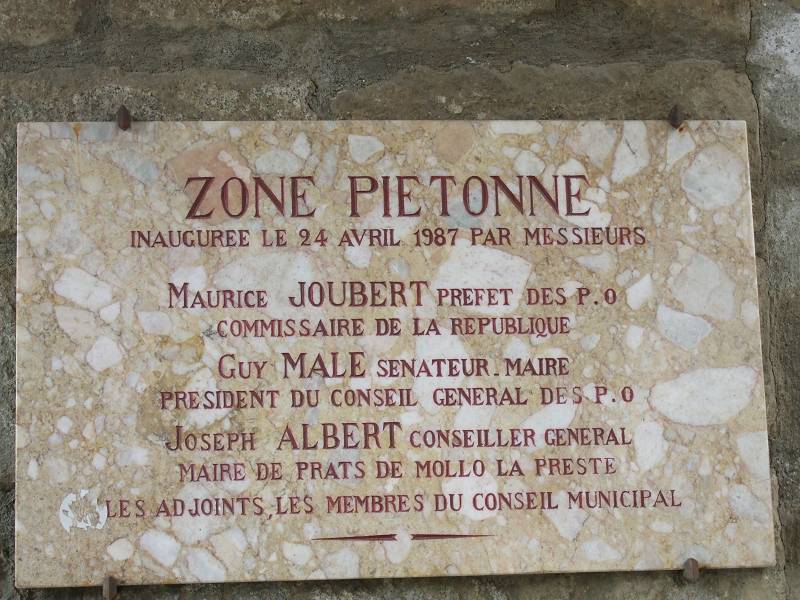 ZONE PIETONNE
INAUGUREE LE 24 AVRIL 1987 PAR MESSIEURS
MAURICE JOUBERT PREFET DES P.O
COMMISSAIRE DE LA REPUBLIQUE
GUY MALE SENATEUR-MAIRE
PRESIDENT DU CONSEIL GENERAL DES P.O
JOSEPH ALBERT CONSEILLER GENERAL
MAIRE DE PRATS DE MOLLO LA PRESTE
LES ADJOINTS, LES MEMBRES DU CONSEIL MUNICIPAL